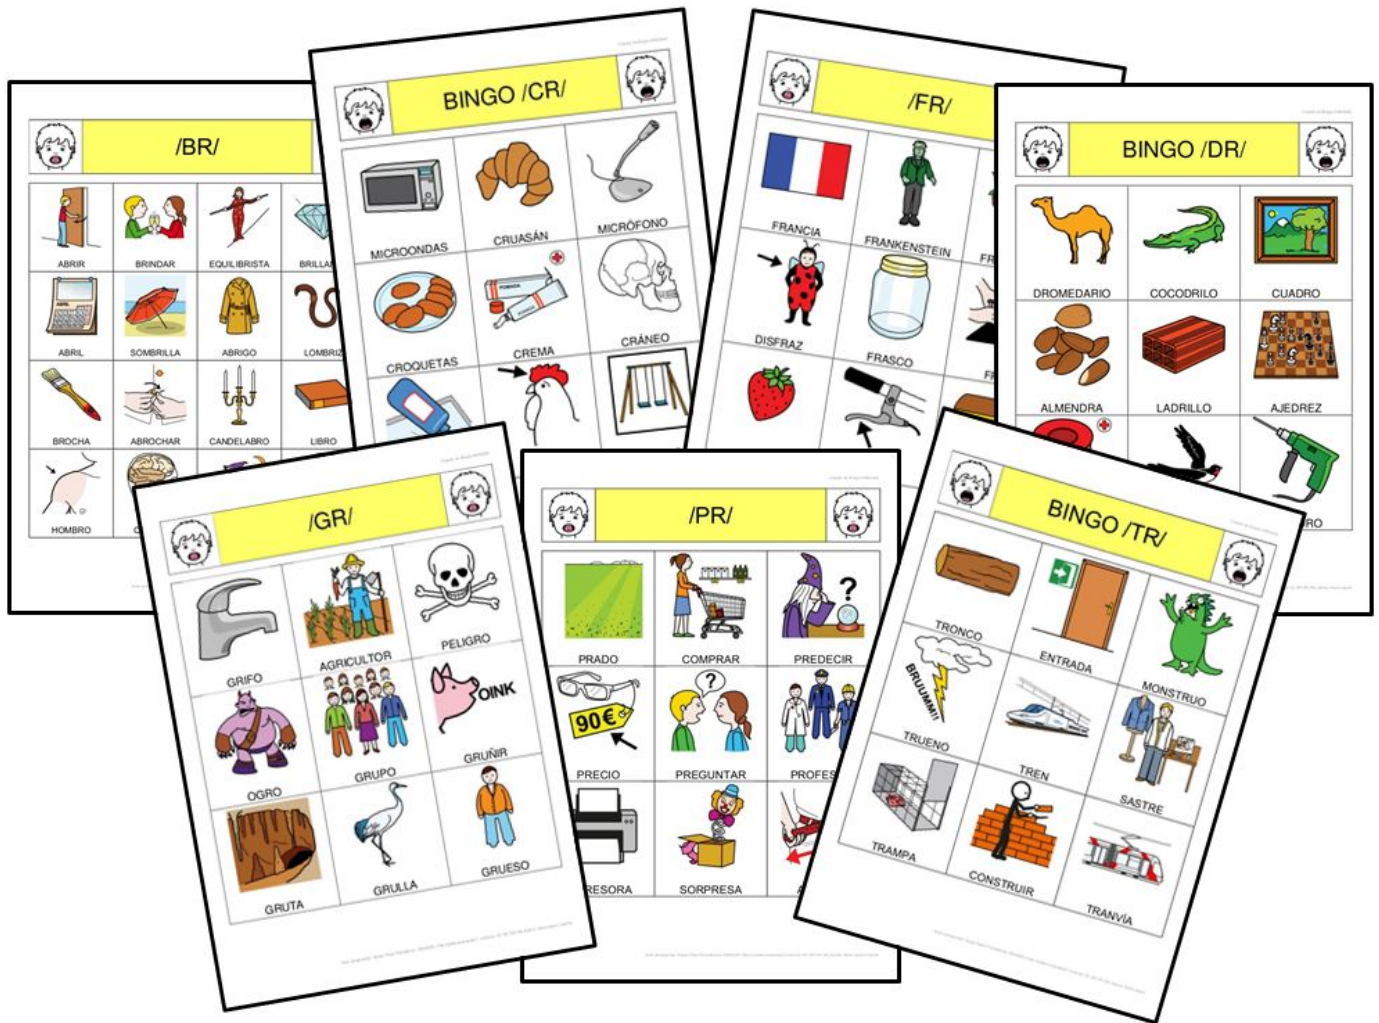 /BR/
ABRIR BRINDAR EQUILIBRISTA
ABRIL SOMBRILLA ABRIGO LOMBRIZ
BROCHA ABROCHAR CANDELABRO LIBRO
HOMBRO
BINGO /CR/
MICROONDAS CRUASÁN MICRÓFONO
CROQUETAS CREMA CRÁNEO
/FR/
FRANCIA FRANKENSTEIN
DISFRAZ FRASCO
BINGO /DR/
DROMEDARIO COCODRILO CUADRO
ALMENDRA LADRILLO AJEDREZ
/GR/
GRIFO AGRICULTOR PELIGRO
OINK
OGRO GRUPO GRUÑIR
GRUTA GRULLA GRUESO
/PR/
?
PRADO COMPRAR PREDECIR
90€ ?
PRECIO PREGUNTAR PROFES
RESORA SORPRESA
BINGO /TR/
TRONCO ENTRADA MONSTRUO
BRUUMM!!
TRUENO TREN SASTRE
TRAMPA CONSTRUIR TRANVÍA